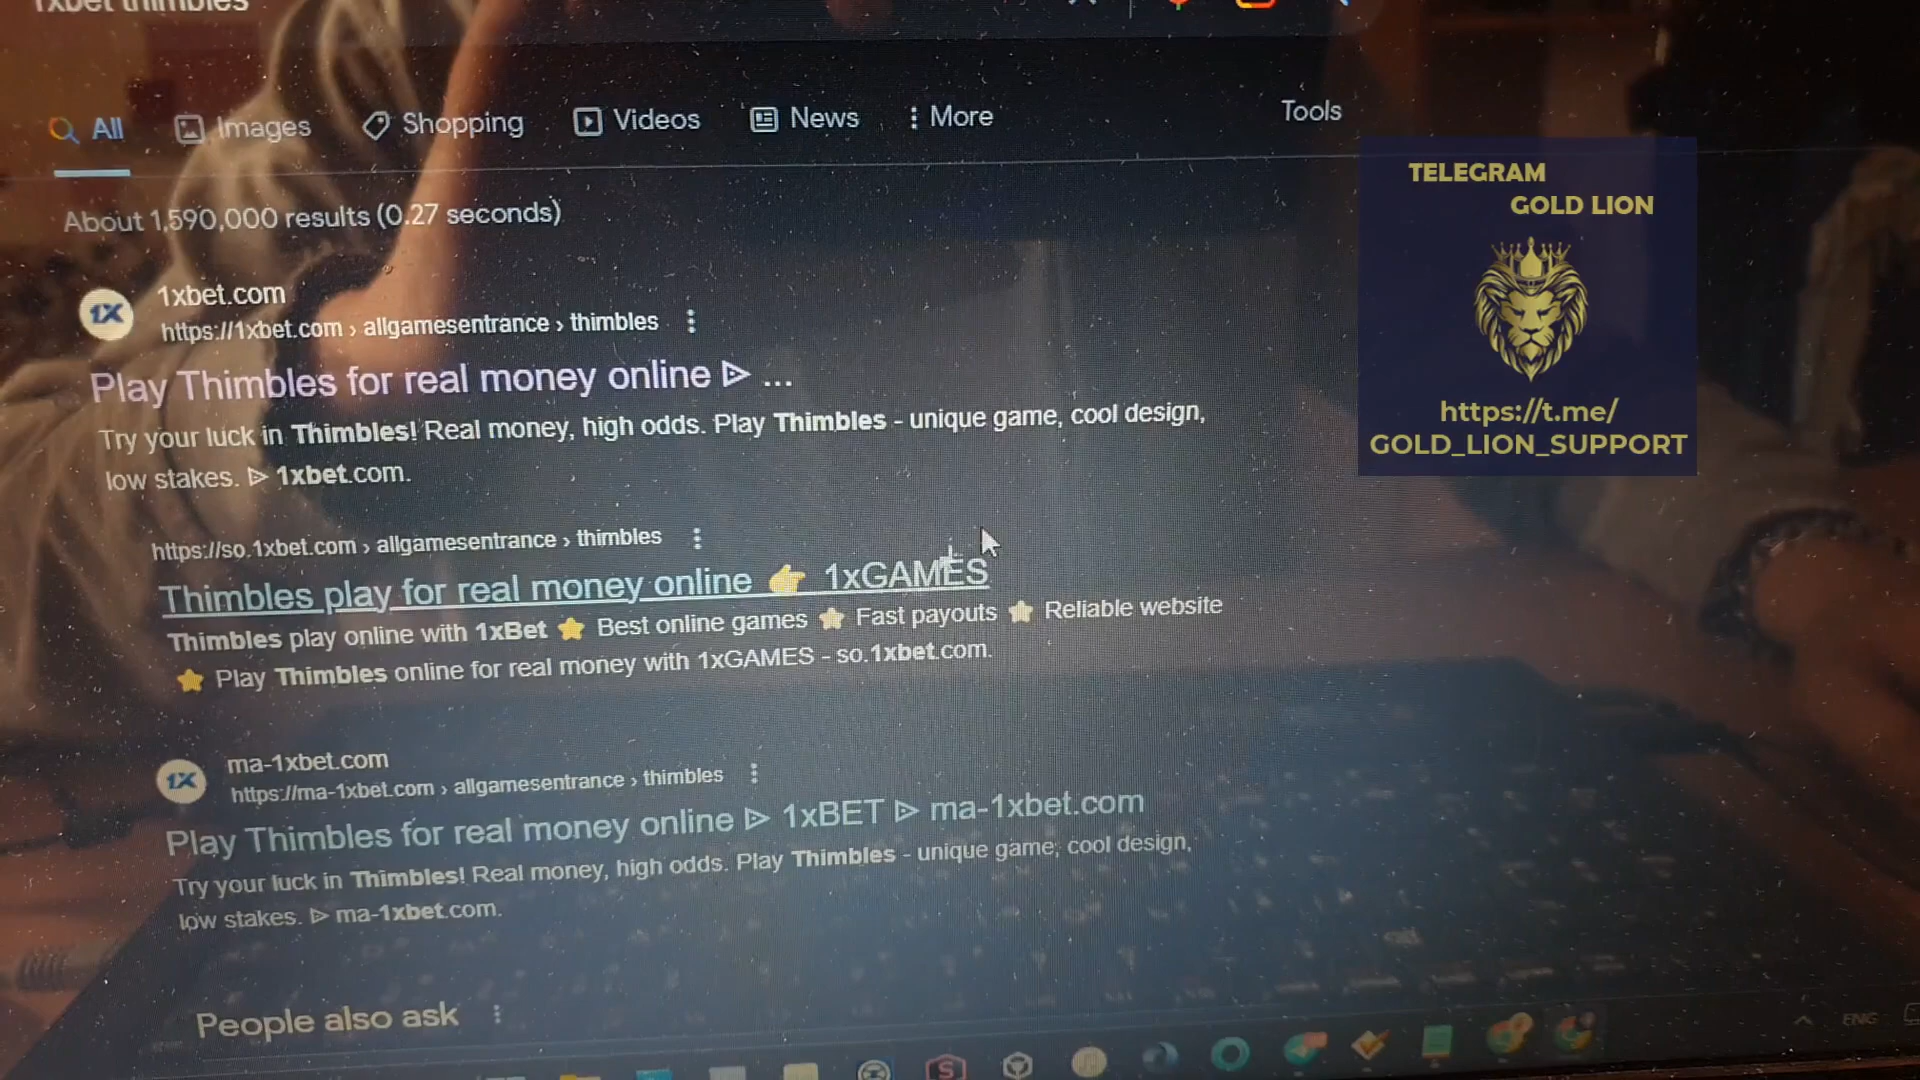 1xbet thimbles
All Images Shopping Videos News More Tools
About 1,590,000 results (0.27 seconds)
TELEGRAM
GOLD LION
https://t.me/
GOLD_LION_SUPPORT
1X
1xbet.com
https://1xbet.com › allgamesentrance › thimbles
Play Thimbles for real money online ᐉ ...
Try your luck in Thimbles! Real money, high odds. Play Thimbles - unique game, cool design,
low stakes. ᐉ 1xbet.com.
https://so.1xbet.com › allgamesentrance › thimbles
Thimbles play for real money online 👉 1xGAMES
Thimbles play online with 1xBet ⭐ Best online games ⭐ Fast payouts ⭐ Reliable website
⭐ Play Thimbles online for real money with 1xGAMES - so.1xbet.com.
1X
ma-1xbet.com
https://ma-1xbet.com › allgamesentrance › thimbles
Play Thimbles for real money online ᐉ 1xBET ᐉ ma-1xbet.com
Try your luck in Thimbles! Real money, high odds. Play Thimbles - unique game, cool design,
low stakes. ᐉ ma-1xbet.com.
People also ask
ENG